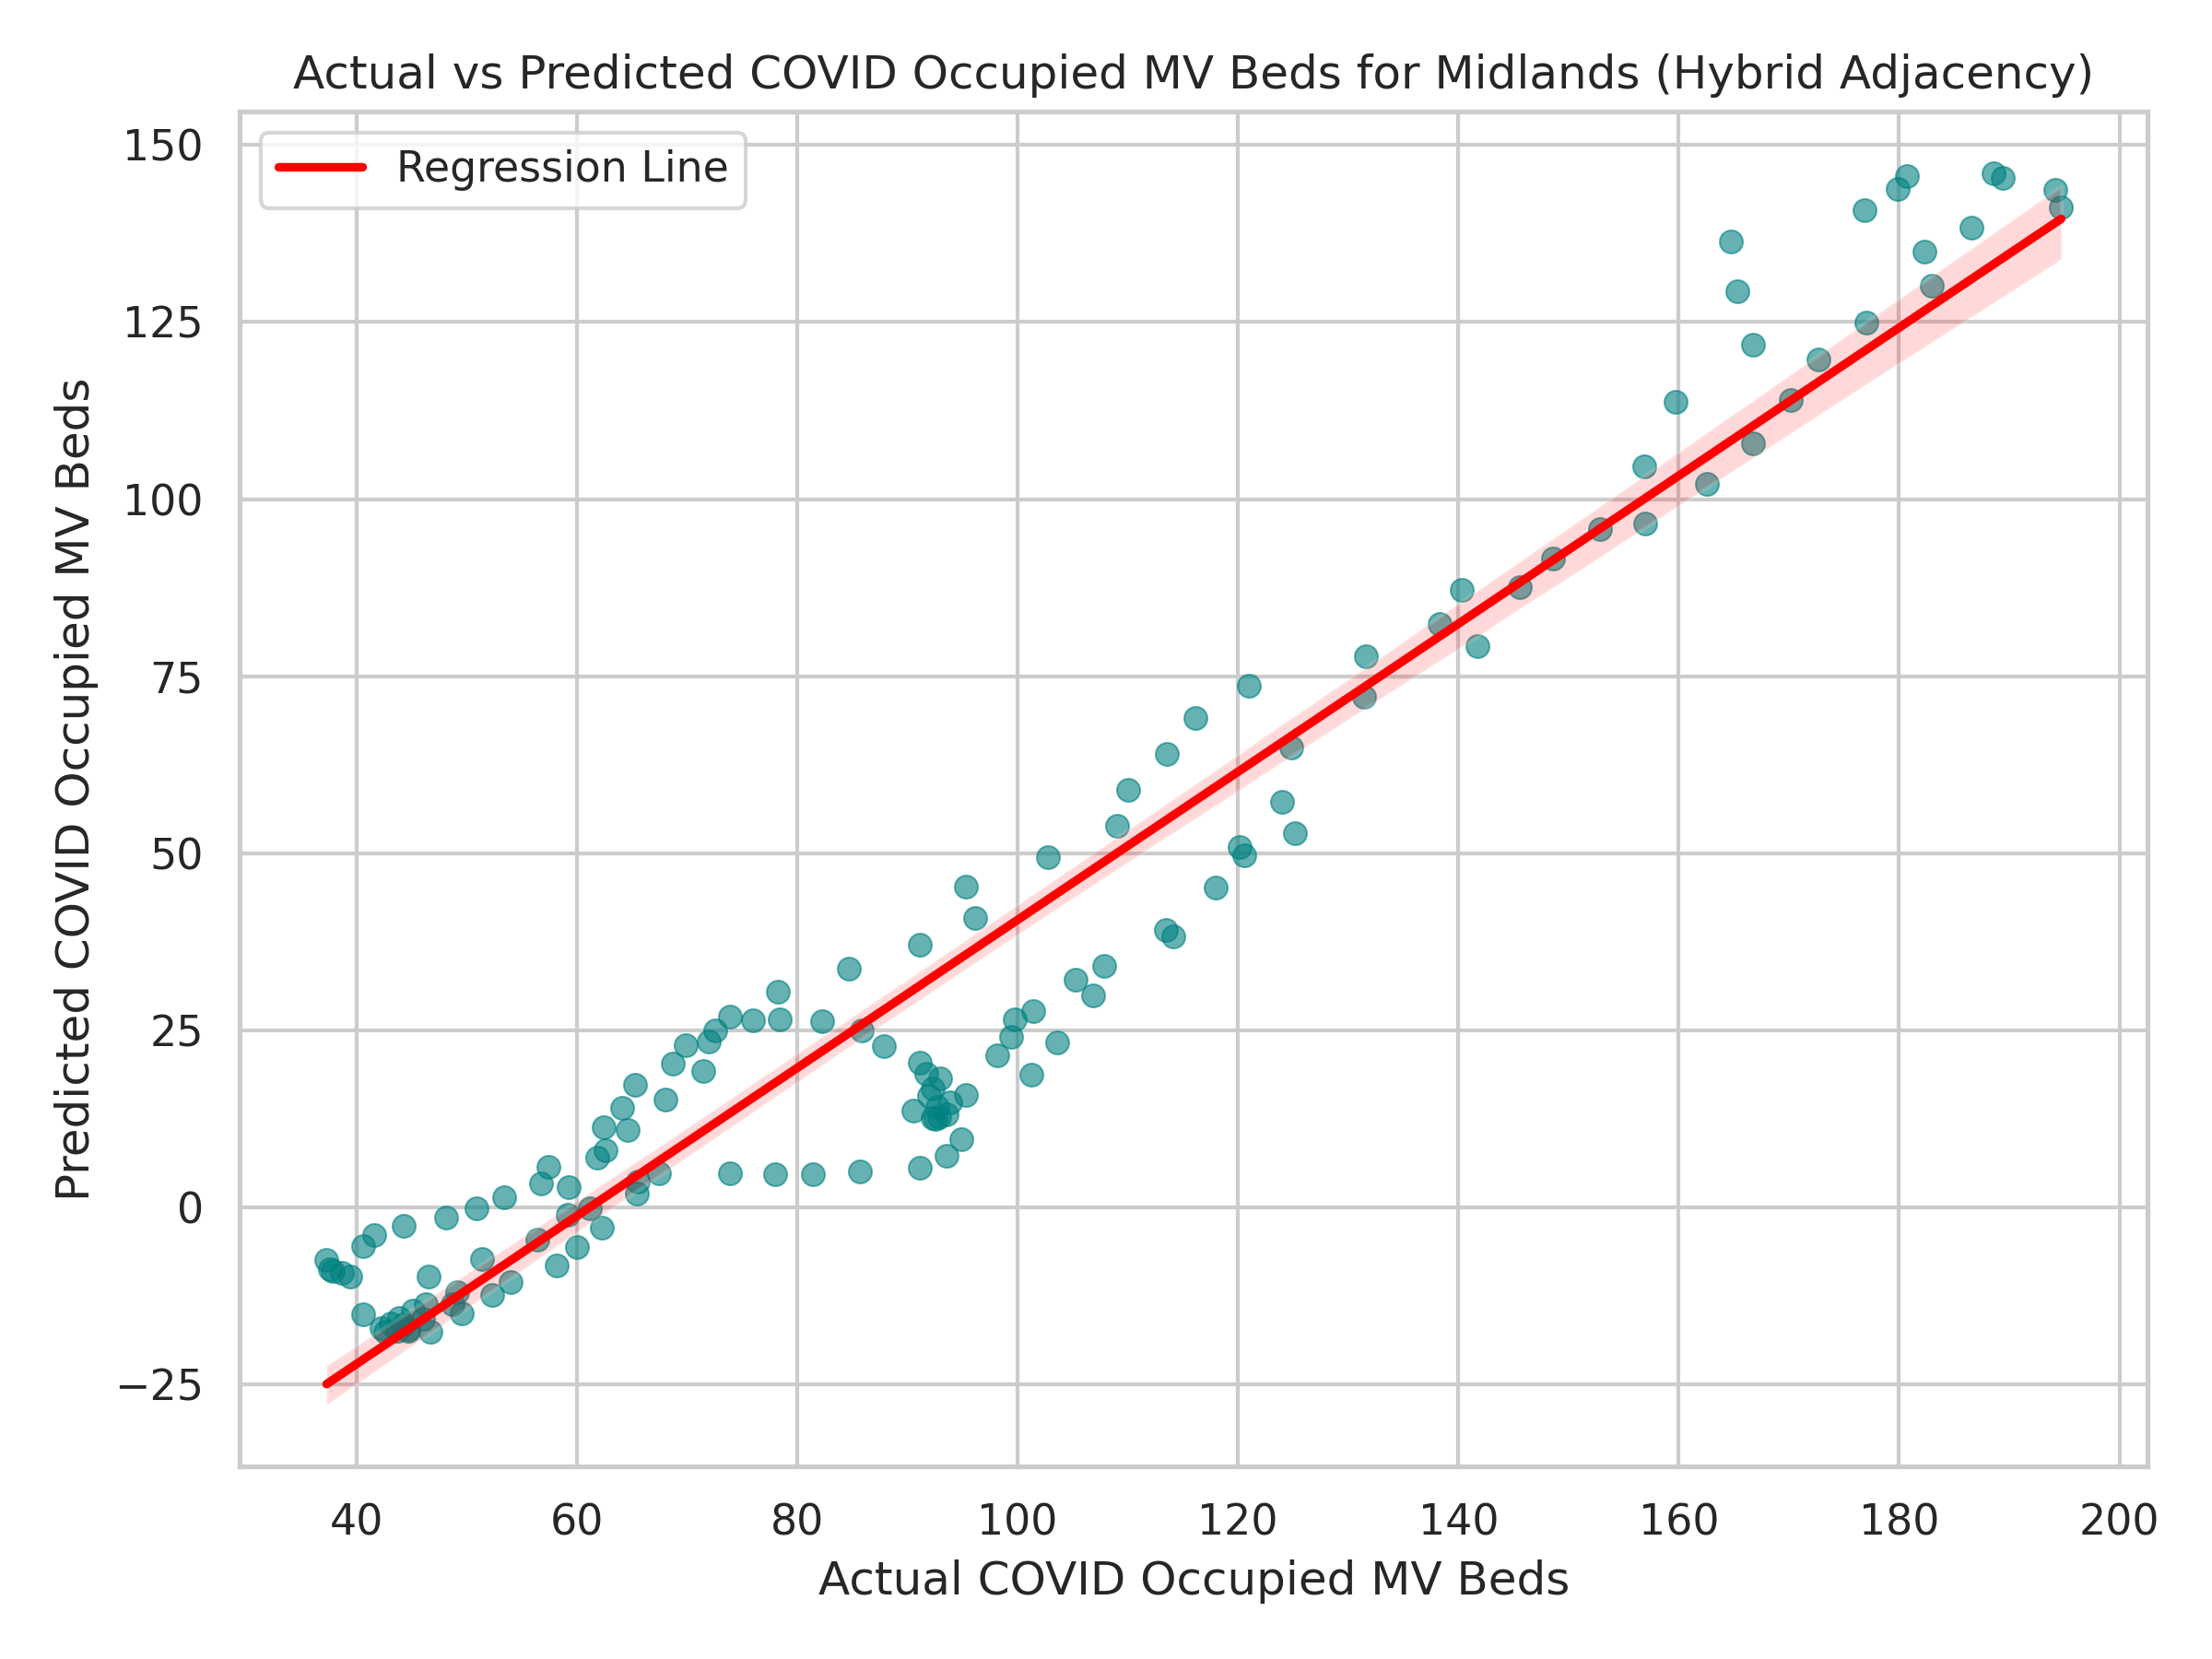 Actual vs Predicted COVID Occupied MV Beds for Midlands (Hybrid Adjacency)
Regression Line
Predicted COVID Occupied MV Beds
150
125
100
75
50
25
0
−25
40 60 80 100 120 140 160 180 200
Actual COVID Occupied MV Beds